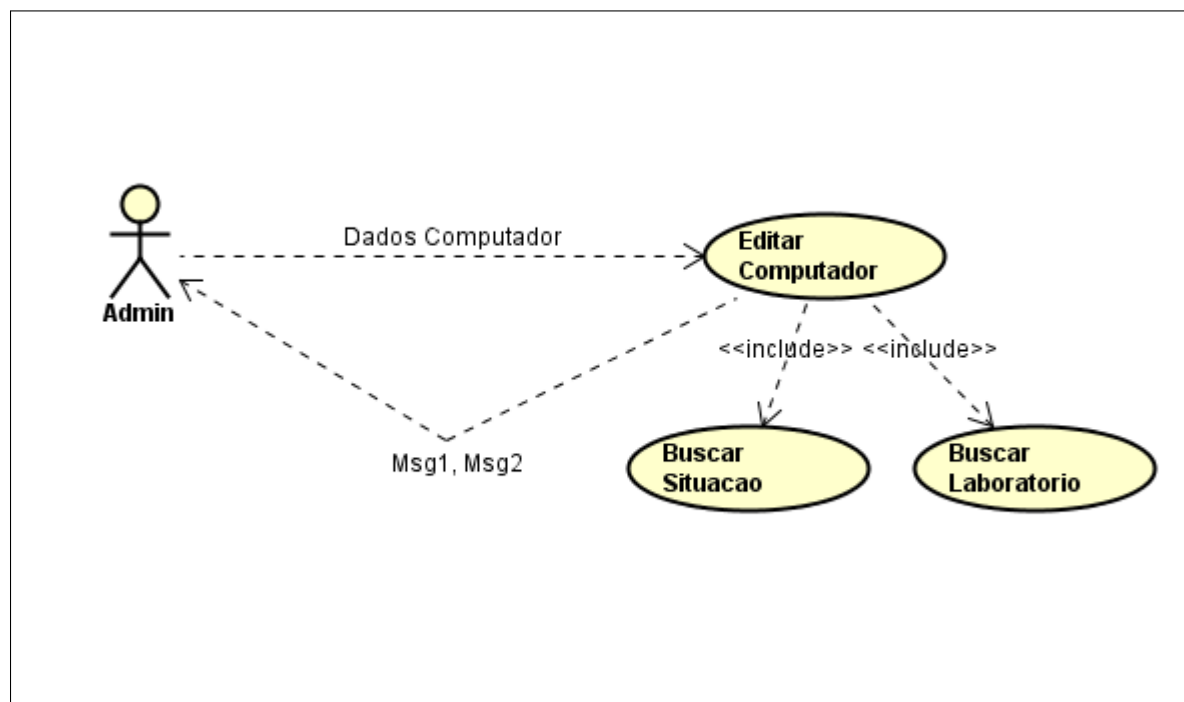 Dados Computador
Editar
Computador
Admin
<<include>>
<<include>>
Msg1, Msg2
Buscar
Situacao
Buscar
Laboratorio